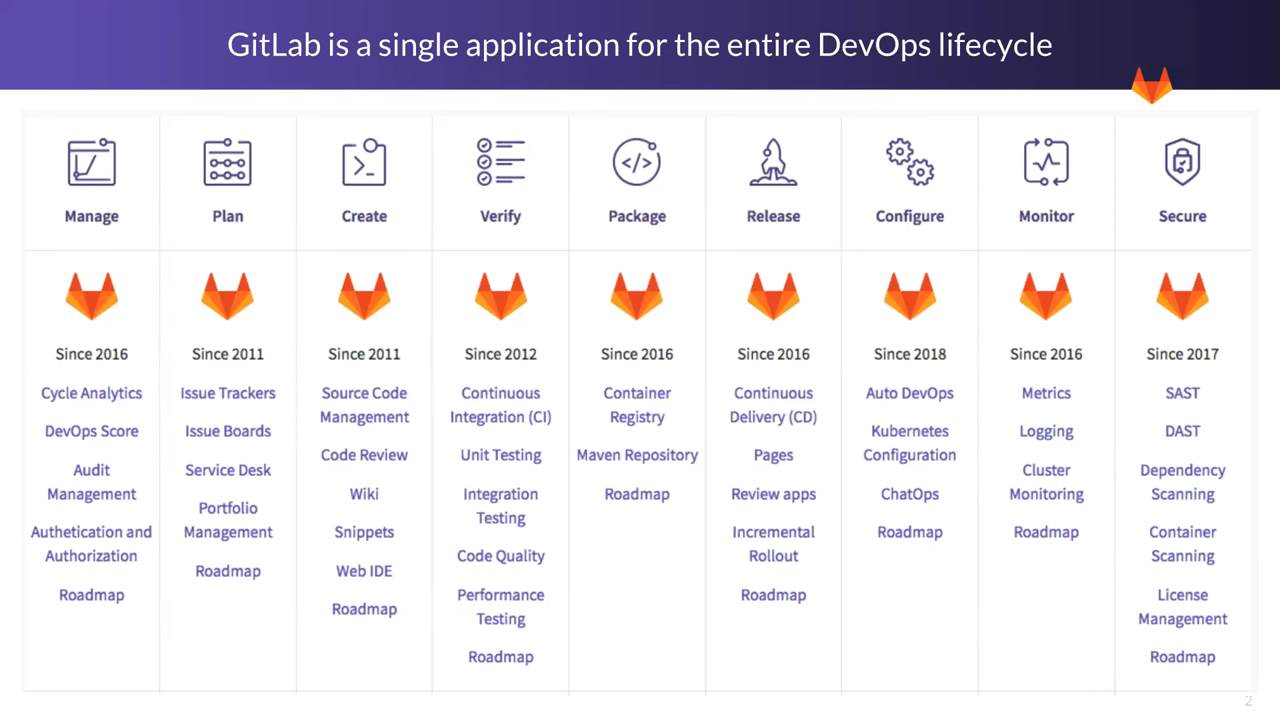 GitLab is a single application for the entire DevOps lifecycle
Manage
Plan
Create
Verify
Package
Release
Configure
Monitor
Secure
Since 2016
Cycle Analytics
DevOps Score
Audit
Management
Authetication and
Authorization
Roadmap
Since 2011
Issue Trackers
Issue Boards
Service Desk
Portfolio
Management
Roadmap
Since 2011
Source Code
Management
Code Review
Wiki
Snippets
Web IDE
Roadmap
Since 2012
Continuous
Integration (CI)
Unit Testing
Integration
Testing
Code Quality
Performance
Testing
Roadmap
Since 2016
Container
Registry
Maven Repository
Roadmap
Since 2016
Continuous
Delivery (CD)
Pages
Review apps
Incremental
Rollout
Roadmap
Since 2018
Auto DevOps
Kubernetes
Configuration
ChatOps
Roadmap
Since 2016
Metrics
Logging
Cluster
Monitoring
Roadmap
Since 2017
SAST
DAST
Dependency
Scanning
Container
Scanning
License
Management
Roadmap
2